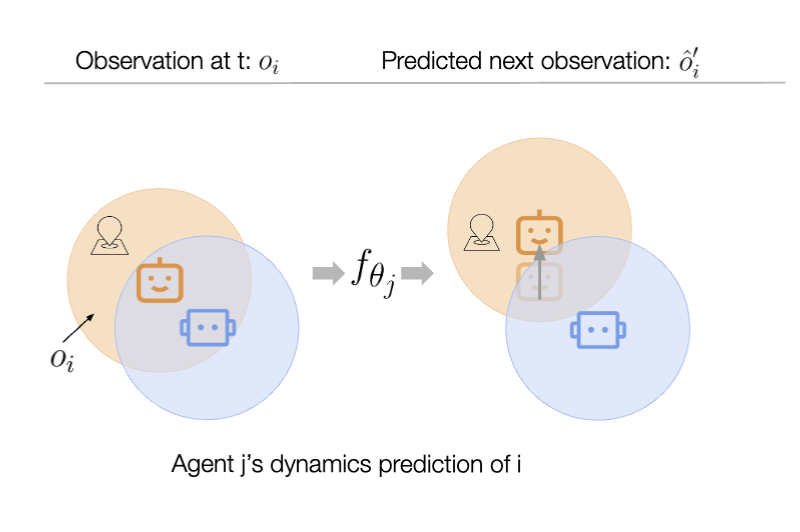 Observation at t: $o_i$
Predicted next observation: $\hat{o}_i'$
$f_{\theta_j}$
$o_i$
Agent j's dynamics prediction of i